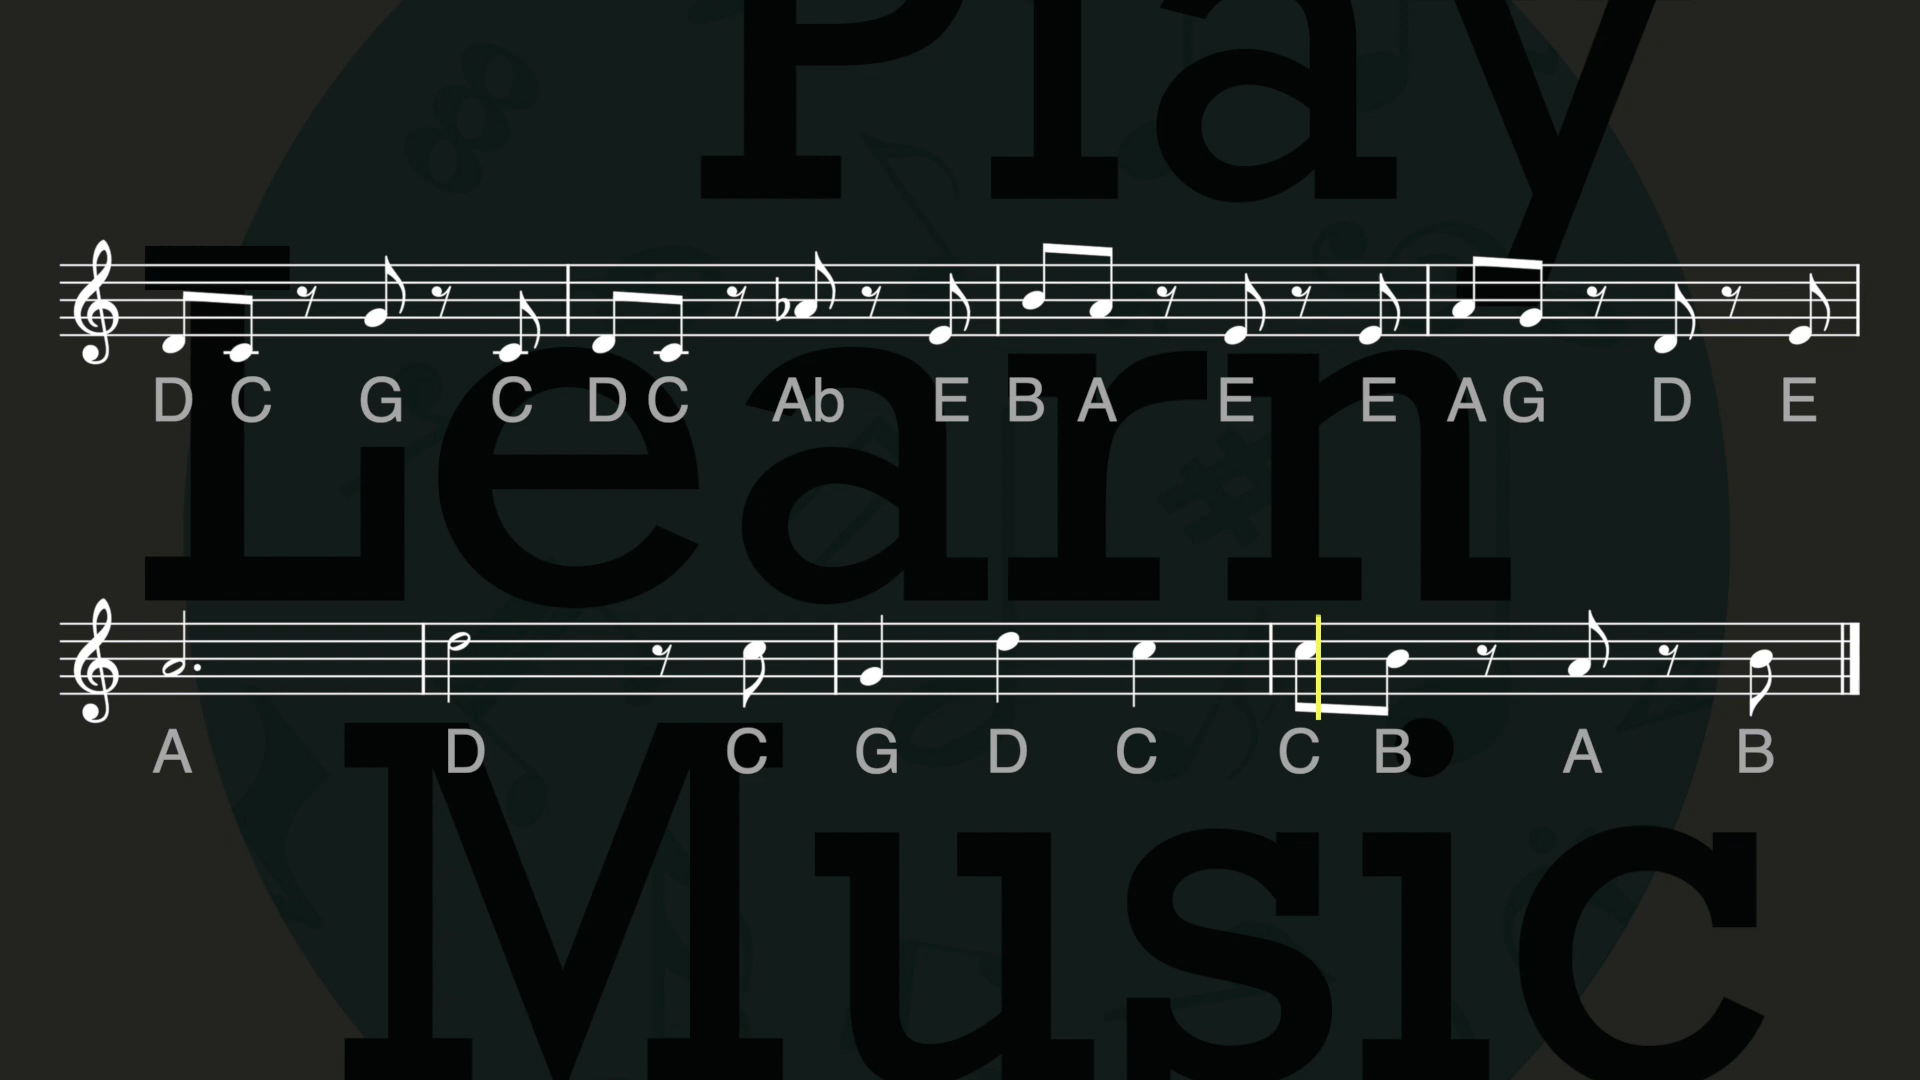 Play
D C G C D C Ab E B A E E A G D E
Learn
A D C G D C C B A B
Music